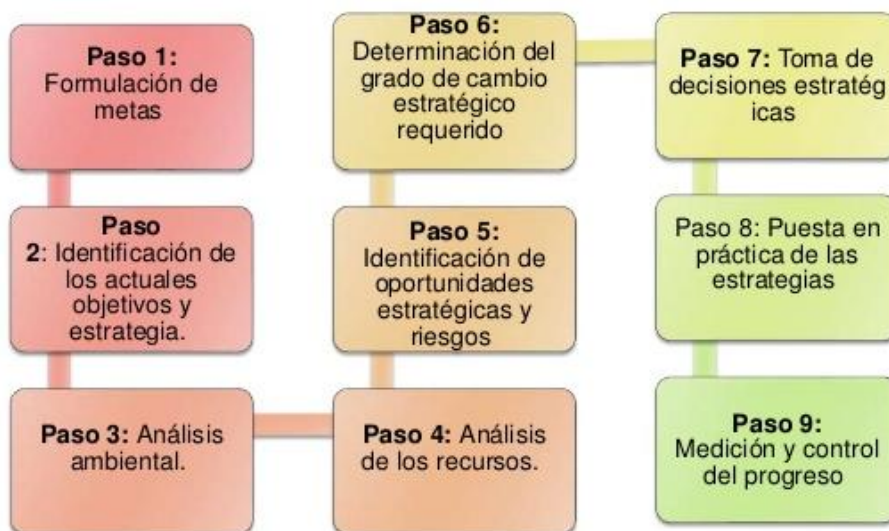 Paso 1:
Formulación de
metas
Paso
2: Identificación de
los actuales
objetivos y
estrategia.
Paso 3: Análisis
ambiental.
Paso 4: Análisis
de los recursos.
Paso 5:
Identificación de
oportunidades
estratégicas y
riesgos
Paso 6:
Determinación del
grado de cambio
estratégico
requerido
Paso 7: Toma de
decisiones estratég
icas
Paso 8: Puesta en
práctica de las
estrategias
Paso 9:
Medición y control
del progreso